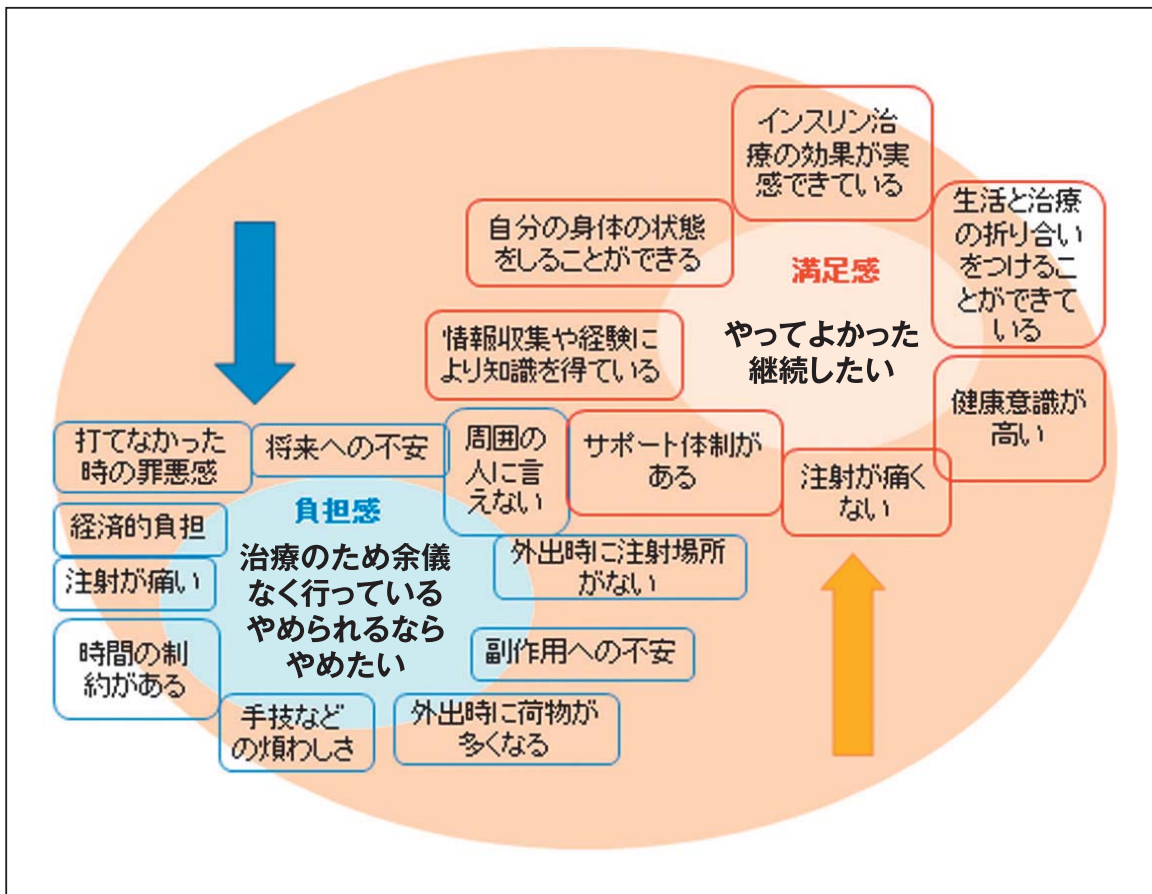 インスリン治
療の効果が実
感できている
生活と治療
の折り合い
をつけるこ
とができて
いる
自分の身体の状態
をしることができる
満足感
やってよかった
継続したい
情報収集や経験に
より知識を得ている
健康意識が
高い
打てなかった
時の罪悪感
将来への不安
周囲の
人に言
えない
サポート体制が
ある
注射が痛く
ない
経済的負担
負担感
治療のため余儀
なく行っている
やめられるなら
やめたい
外出時に注射場所
がない
注射が痛い
時間の制
約がある
副作用への不安
手技など
の煩わしさ
外出時に荷物が
多くなる